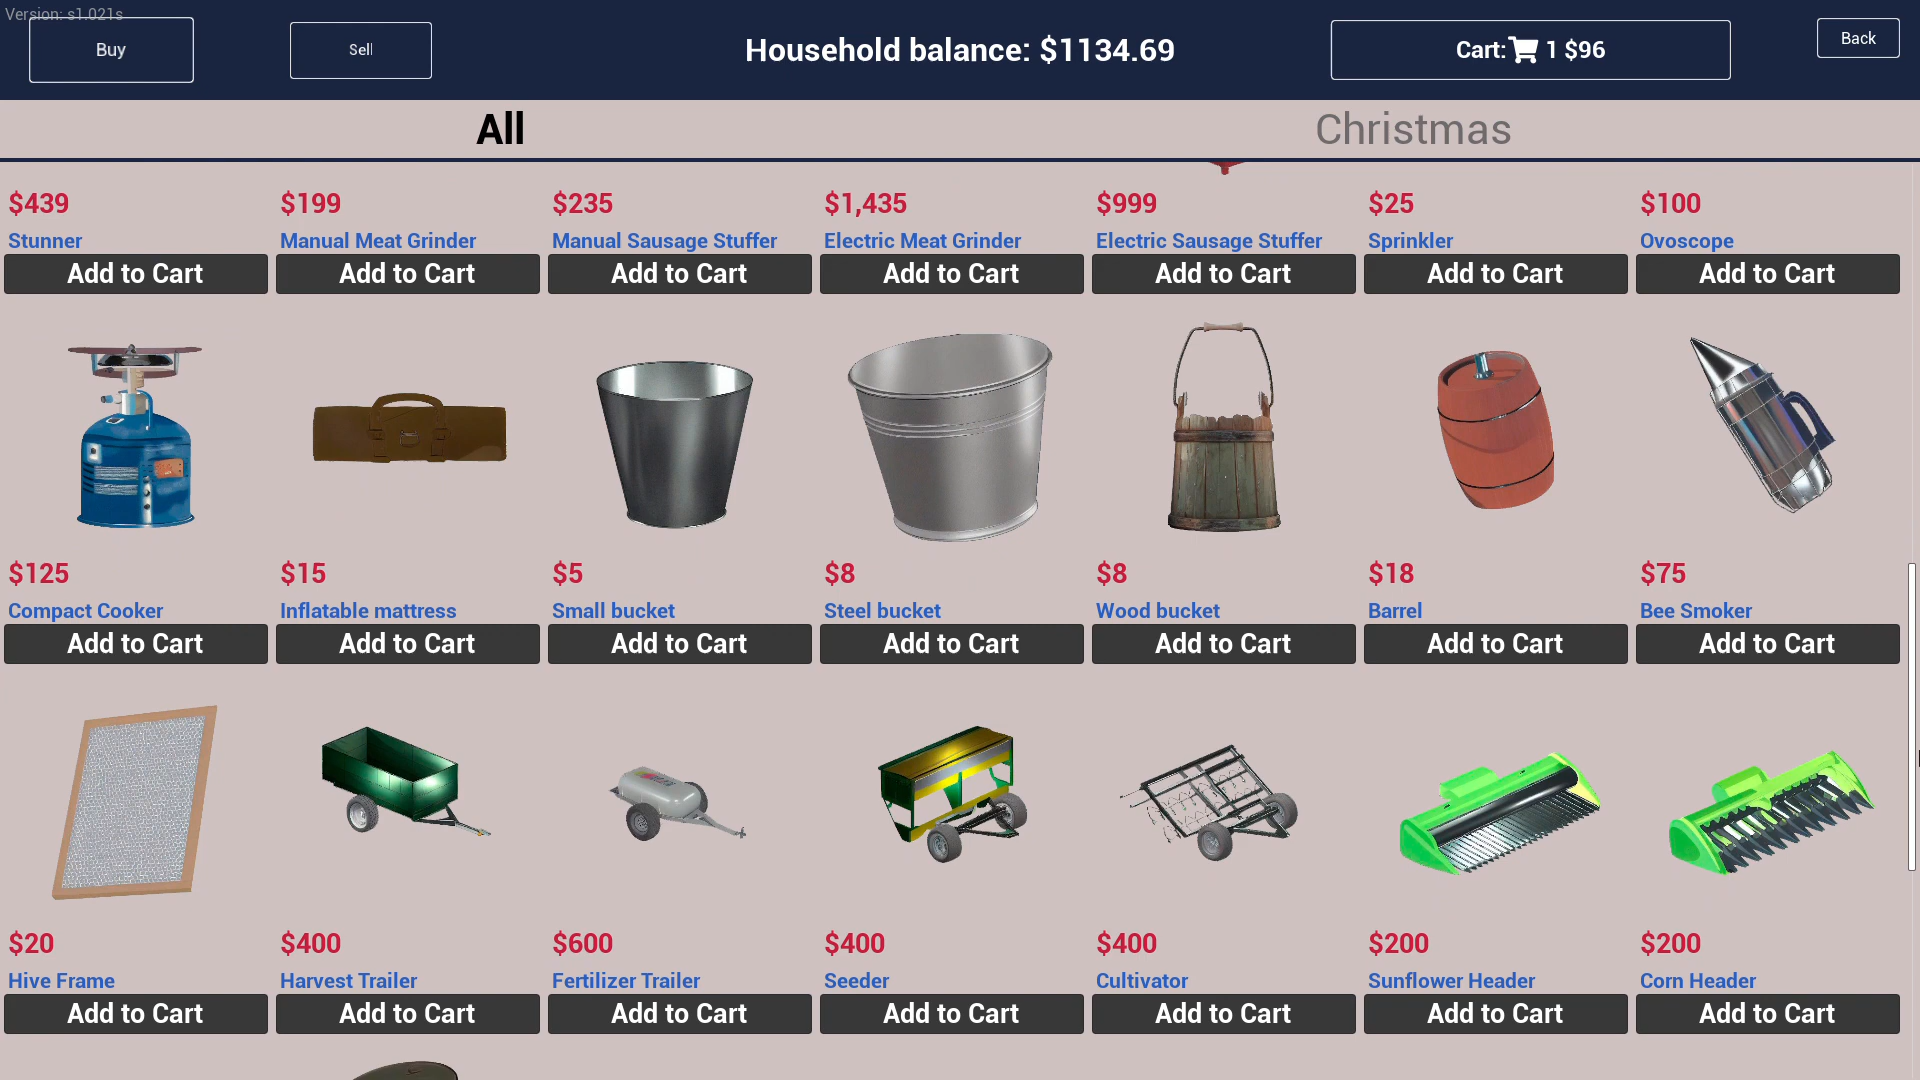 Version: s1.021s
Buy
Sell
Household balance: $1134.69
Cart: 1 $96
Back
All
Christmas
$439
$199
$235
$1,435
$999
$25
$100
Stunner
Manual Meat Grinder
Manual Sausage Stuffer
Electric Meat Grinder
Electric Sausage Stuffer
Sprinkler
Ovoscope
Add to Cart
Add to Cart
Add to Cart
Add to Cart
Add to Cart
Add to Cart
Add to Cart
$125
$15
$5
$8
$8
$18
$75
Compact Cooker
Inflatable mattress
Small bucket
Steel bucket
Wood bucket
Barrel
Bee Smoker
Add to Cart
Add to Cart
Add to Cart
Add to Cart
Add to Cart
Add to Cart
Add to Cart
$20
$400
$600
$400
$400
$200
$200
Hive Frame
Harvest Trailer
Fertilizer Trailer
Seeder
Cultivator
Sunflower Header
Corn Header
Add to Cart
Add to Cart
Add to Cart
Add to Cart
Add to Cart
Add to Cart
Add to Cart